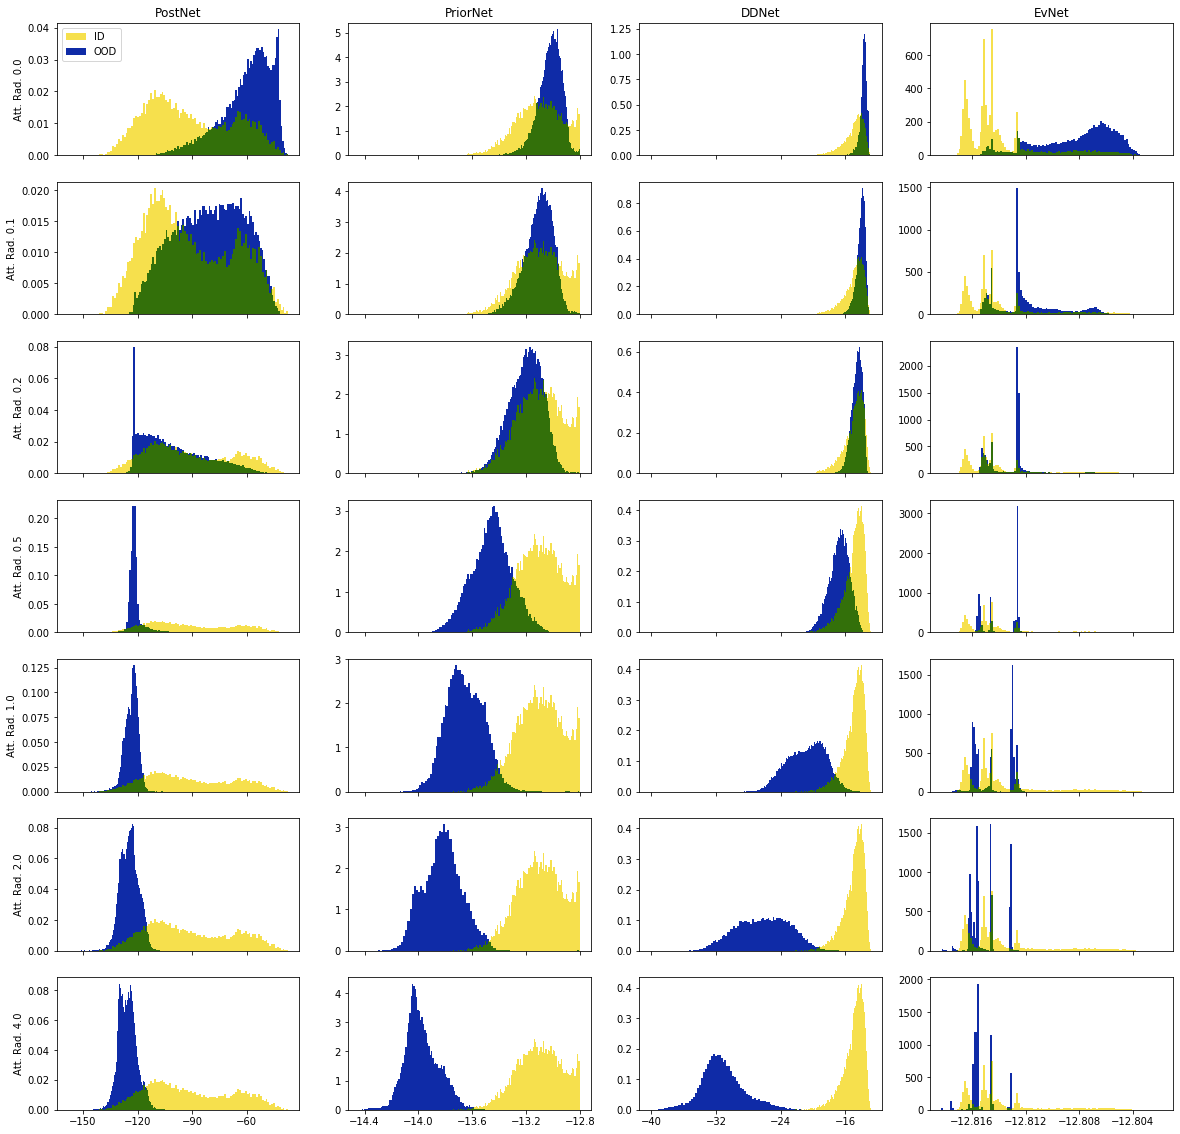 PostNet PriorNet DDNet EvNet
ID
OOD
Att. Rad. 0.0
0.04 0.03 0.02 0.01 0.00
5 4 3 2 1 0
1.25 1.00 0.75 0.50 0.25 0.00
600 400 200 0
Att. Rad. 0.1
0.020 0.015 0.010 0.005 0.000
4 3 2 1 0
0.8 0.6 0.4 0.2 0.0
1500 1000 500 0
Att. Rad. 0.2
0.08 0.06 0.04 0.02 0.00
3 2 1 0
0.6 0.4 0.2 0.0
2000 1500 1000 500 0
Att. Rad. 0.5
0.20 0.15 0.10 0.05 0.00
3 2 1 0
0.4 0.3 0.2 0.1 0.0
3000 2000 1000 0
Att. Rad. 1.0
0.125 0.100 0.075 0.050 0.025 0.000
3 2 1 0
0.4 0.3 0.2 0.1 0.0
1500 1000 500 0
Att. Rad. 2.0
0.08 0.06 0.04 0.02 0.00
3 2 1 0
0.4 0.3 0.2 0.1 0.0
1500 1000 500 0
Att. Rad. 4.0
0.08 0.06 0.04 0.02 0.00
4 3 2 1 0
0.4 0.3 0.2 0.1 0.0
2000 1500 1000 500 0
−150 −120 −90 −60
−14.4 −14.0 −13.6 −13.2 −12.8
−40 −32 −24 −16
−12.816 −12.812 −12.808 −12.804